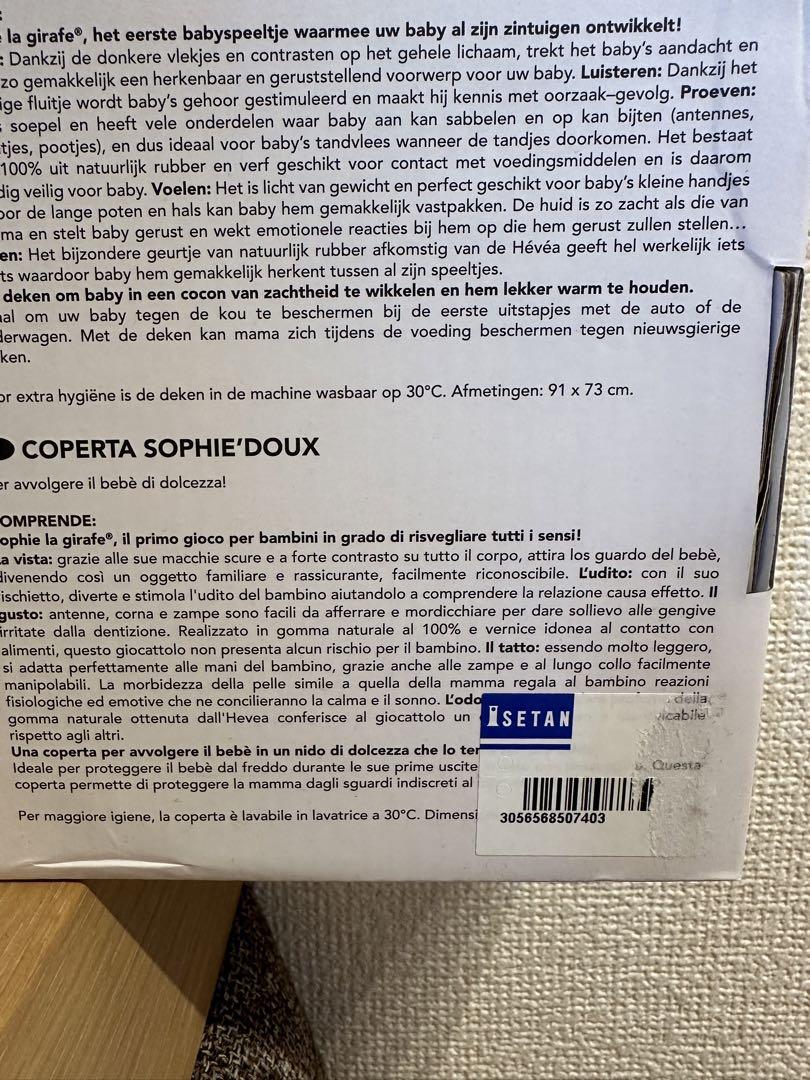 la girafe®, het eerste babyspeeltje waarmee uw baby al zijn zintuigen ontwikkelt!
: Dankzij de donkere vlekjes en contrasten op het gehele lichaam, trekt het baby's aandacht en
zo gemakkelijk een herkenbaar en geruststellend voorwerp voor uw baby. Luisteren: Dankzij het
ige fluitje wordt baby's gehoor gestimuleerd en maakt hij kennis met oorzaak–gevolg. Proeven:
soepel en heeft vele onderdelen waar baby aan kan sabbelen en op kan bijten (antennes,
tjes, pootjes), en dus ideaal voor baby's tandvlees wanneer de tandjes doorkomen. Het bestaat
100% uit natuurlijk rubber en verf geschikt voor contact met voedingsmiddelen en is daarom
dig veilig voor baby. Voelen: Het is licht van gewicht en perfect geschikt voor baby's kleine handjes
oor de lange poten en hals kan baby hem gemakkelijk vastpakken. De huid is zo zacht als die van
ma en stelt baby gerust en wekt emotionele reacties bij hem op die hem gerust zullen stellen...
en: Het bijzondere geurtje van natuurlijk rubber afkomstig van de Hévéa geeft hel werkelijk iets
ts waardoor baby hem gemakkelijk herkent tussen al zijn speeltjes.
deken om baby in een cocon van zachtheid te wikkelen en hem lekker warm te houden.
aal om uw baby tegen de kou te beschermen bij de eerste uitstapjes met de auto of de
derwagen. Met de deken kan mama zich tijdens de voeding beschermen tegen nieuwsgierige
ken.
or extra hygiëne is de deken in de machine wasbaar op 30°C. Afmetingen: 91 x 73 cm.
COPERTA SOPHIE'DOUX
er avvolgere il bebè di dolcezza!
OMPRENDE:
ophie la girafe®, il primo gioco per bambini in grado di risvegliare tutti i sensi!
a vista: grazie alle sue macchie scure e a forte contrasto su tutto il corpo, attira los guardo del bebè,
divenendo così un oggetto familiare e rassicurante, facilmente riconoscibile. L'udito: con il suo
ischietto, diverte e stimola l'udito del bambino aiutandolo a comprendere la relazione causa effetto. Il
gusto: antenne, corna e zampe sono facili da afferrare e mordicchiare per dare sollievo alle gengive
irritate dalla dentizione. Realizzato in gomma naturale al 100% e vernice idonea al contatto con
alimenti, questo giocattolo non presenta alcun rischio per il bambino. Il tatto: essendo molto leggero,
si adatta perfettamente alle mani del bambino, grazie anche alle zampe e al lungo collo facilmente
manipolabili. La morbidezza della pelle simile a quella della mamma regala al bambino reazioni
fisiologiche ed emotive che ne concilieranno la calma e il sonno. L'odo della
gomma naturale ottenuta dall'Hevea conferisce al giocattolo un icabile
rispetto agli altri.
Una coperta per avvolgere il bebè in un nido di dolcezza che lo ter
Ideale per proteggere il bebè dal freddo durante le sue prime uscite Questa
coperta permette di proteggere la mamma dagli sguardi indiscreti al
Per maggiore igiene, la coperta è lavabile in lavatrice a 30°C. Dimensi
ISETAN
3056568507403